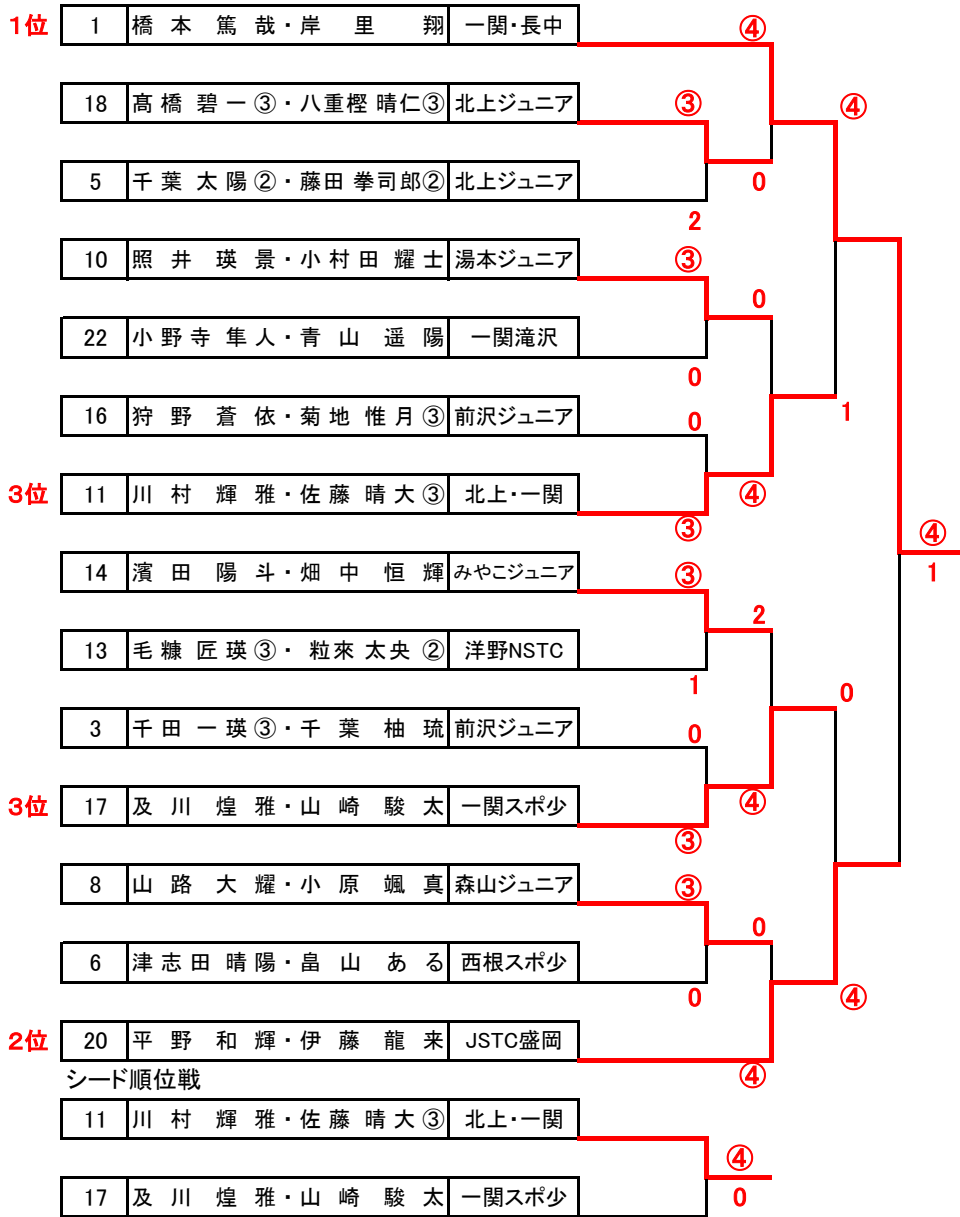 1位 1 橋本篤哉・岸里翔 一関・長中 ④
18 髙橋碧一③・八重樫晴仁③ 北上ジュニア ③ ④
5 千葉太陽②・藤田拳司郎② 北上ジュニア 0
2
10 照井瑛景・小村田耀士 湯本ジュニア ③
0
22 小野寺隼人・青山遥陽 一関滝沢
0
16 狩野蒼依・菊地惟月③ 前沢ジュニア 0 1
3位 11 川村輝雅・佐藤晴大③ 北上・一関 ④
③ ④
14 濱田陽斗・畑中恒輝 みやこジュニア ③ 1
2
13 毛糠匠瑛③・粒來太央② 洋野NSTC
1 0
3 千田一瑛③・千葉柚琉 前沢ジュニア 0
3位 17 及川煌雅・山崎駿太 一関スポ少 ④
③
8 山路大耀・小原颯真 森山ジュニア ③
0
6 津志田晴陽・畠山ある 西根スポ少
0 ④
2位 20 平野和輝・伊藤龍来 JSTC盛岡
④
シード順位戦
11 川村輝雅・佐藤晴大③ 北上・一関
④
17 及川煌雅・山崎駿太 一関スポ少 0